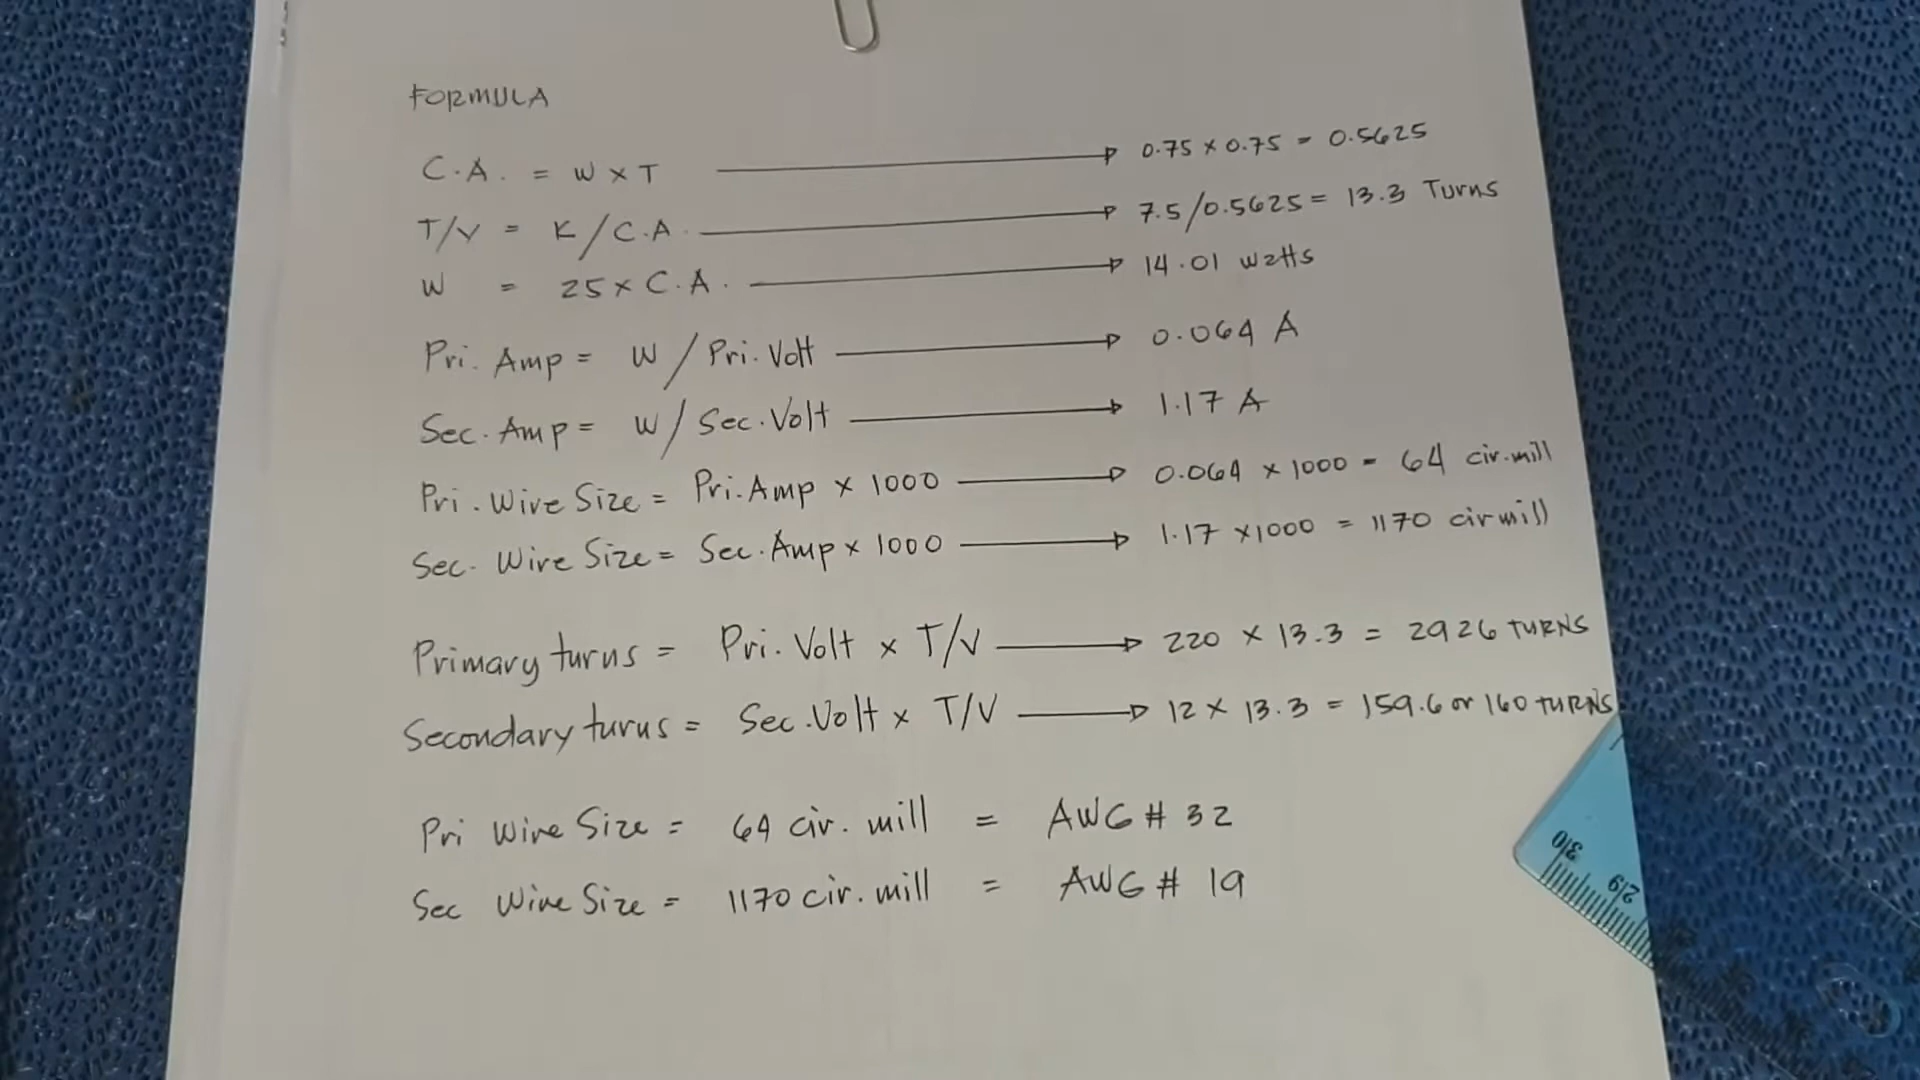 FORMULA
C.A. = W x T → 0.75 x 0.75 = 0.5625
T/V = K/C.A. → 7.5/0.5625 = 13.3 Turns
W = 25 x C.A. → 14.01 watts
Pri. Amp = W / Pri. Volt → 0.064 A
Sec. Amp = W / Sec. Volt → 1.17 A
Pri. Wire Size = Pri. Amp x 1000 → 0.064 x 1000 = 64 cir. mill
Sec. Wire Size = Sec. Amp x 1000 → 1.17 x 1000 = 1170 cir mill
Primary turns = Pri. Volt x T/V → 220 x 13.3 = 2926 TURNS
Secondary turns = Sec. Volt x T/V → 12 x 13.3 = 159.6 or 160 TURNS
Pri Wire Size = 64 cir. mill = AWG # 32
Sec Wire Size = 1170 cir. mill = AWG # 19
30
29